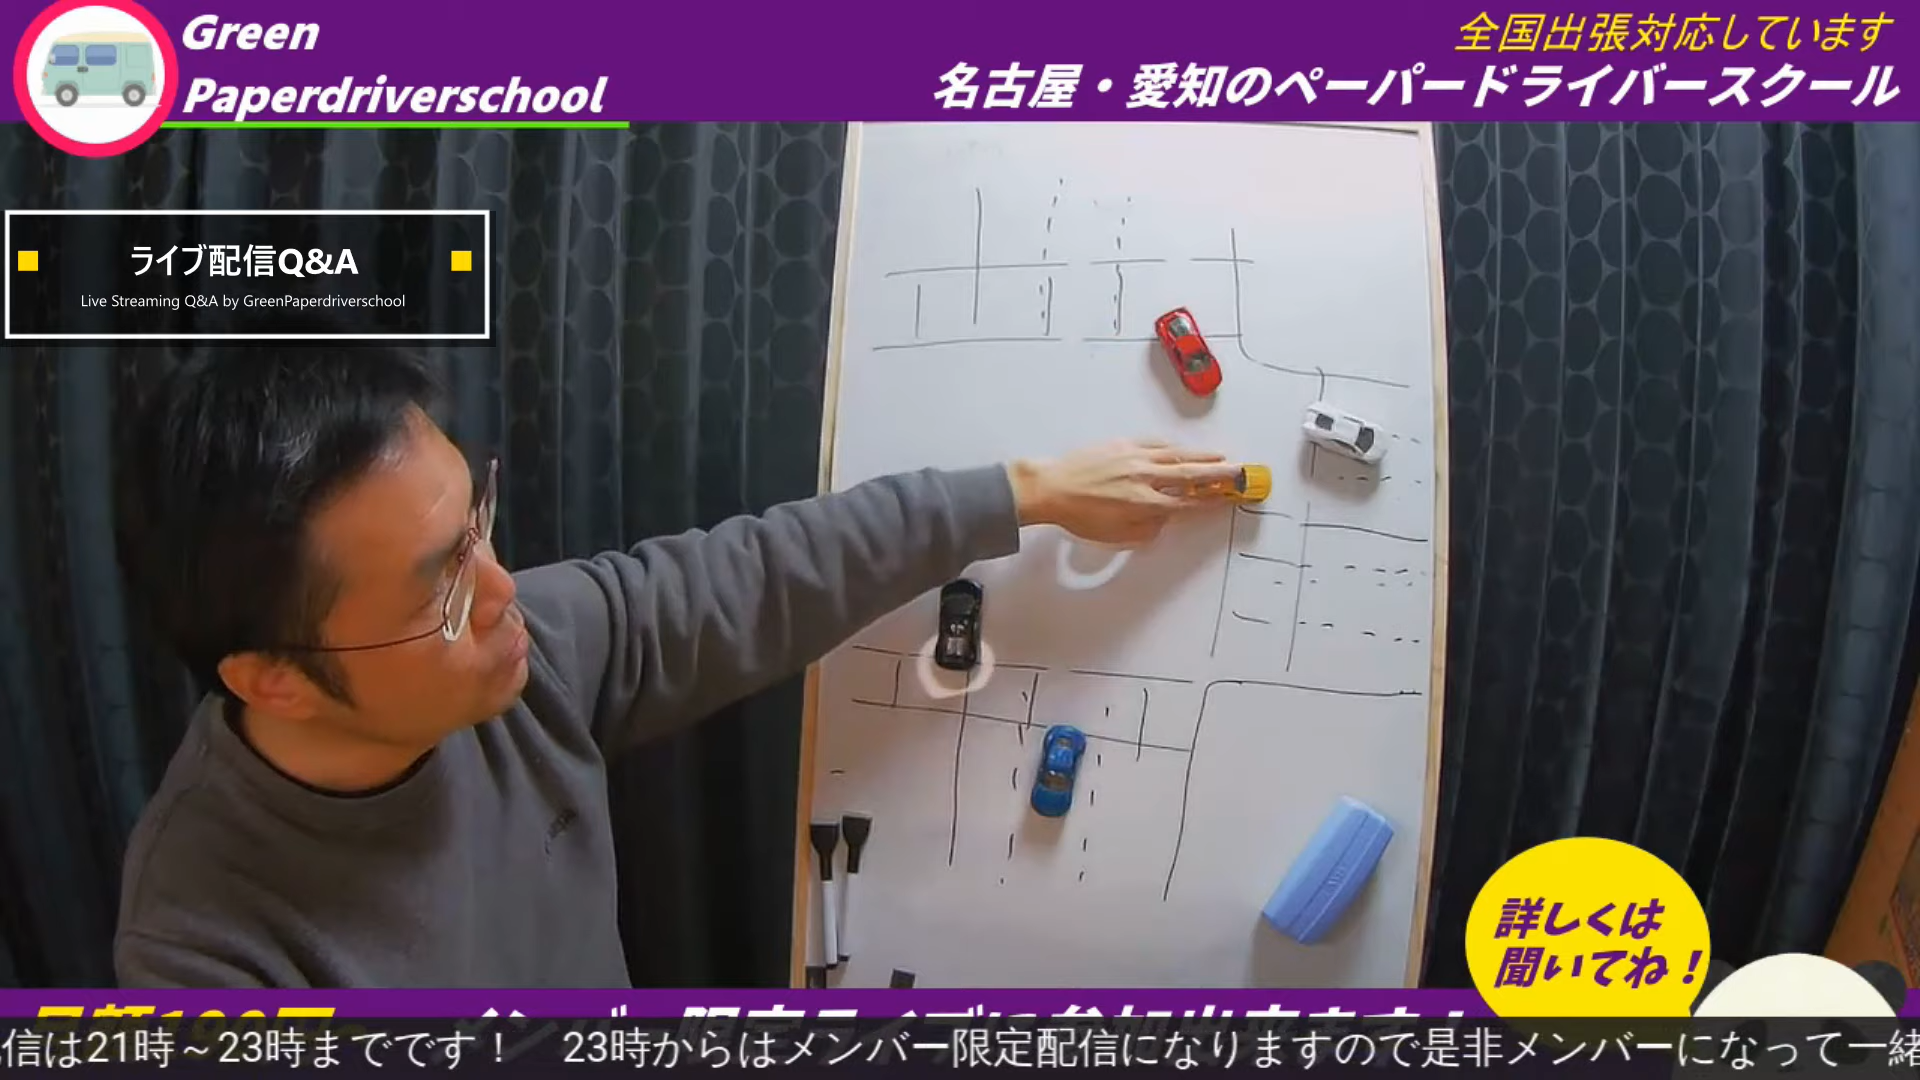 Green
Paperdriverschool
全国出張対応しています
名古屋・愛知のペーパードライバースクール
ライブ配信Q&A
Live Streaming Q&A by GreenPaperdriverschool
詳しくは
聞いてね！
信は21時～23時までです！　23時からはメンバー限定配信になりますので是非メンバーになって一緒